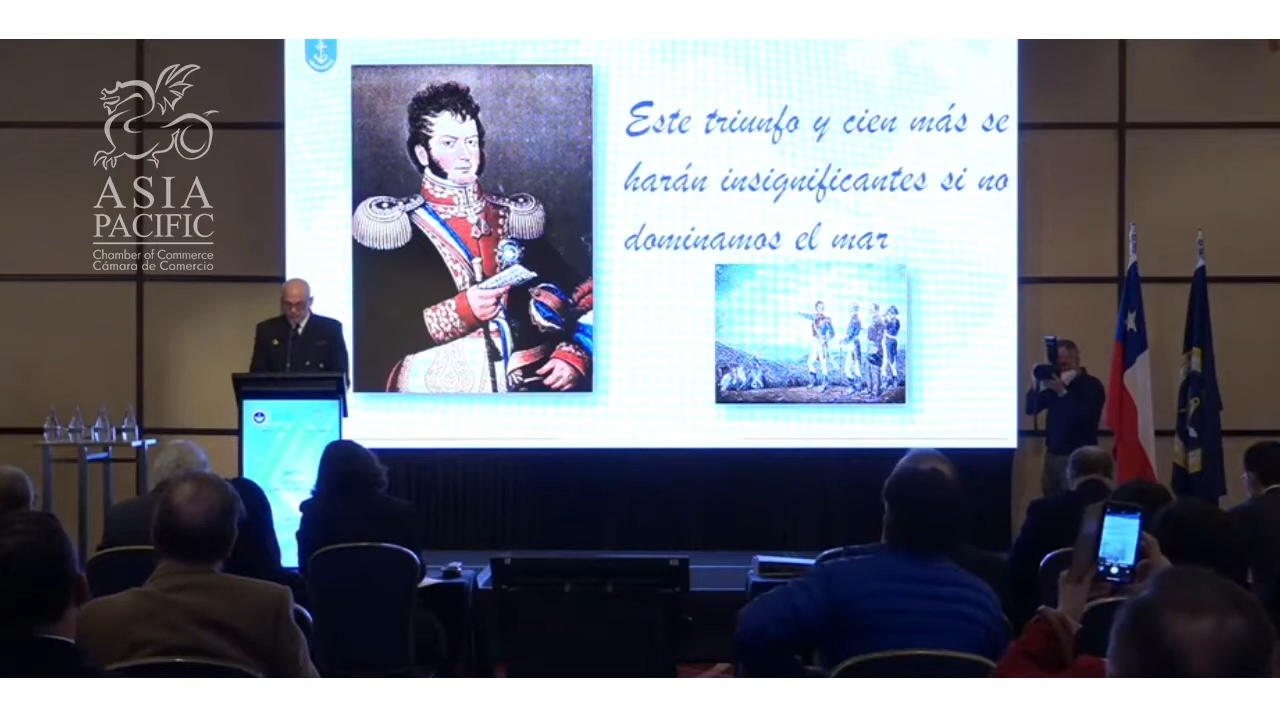 ASIA
PACIFIC
Chamber of Commerce
Cámara de Comercio
Este triunfo y cien más se
harán insignificantes si no
dominamos el mar